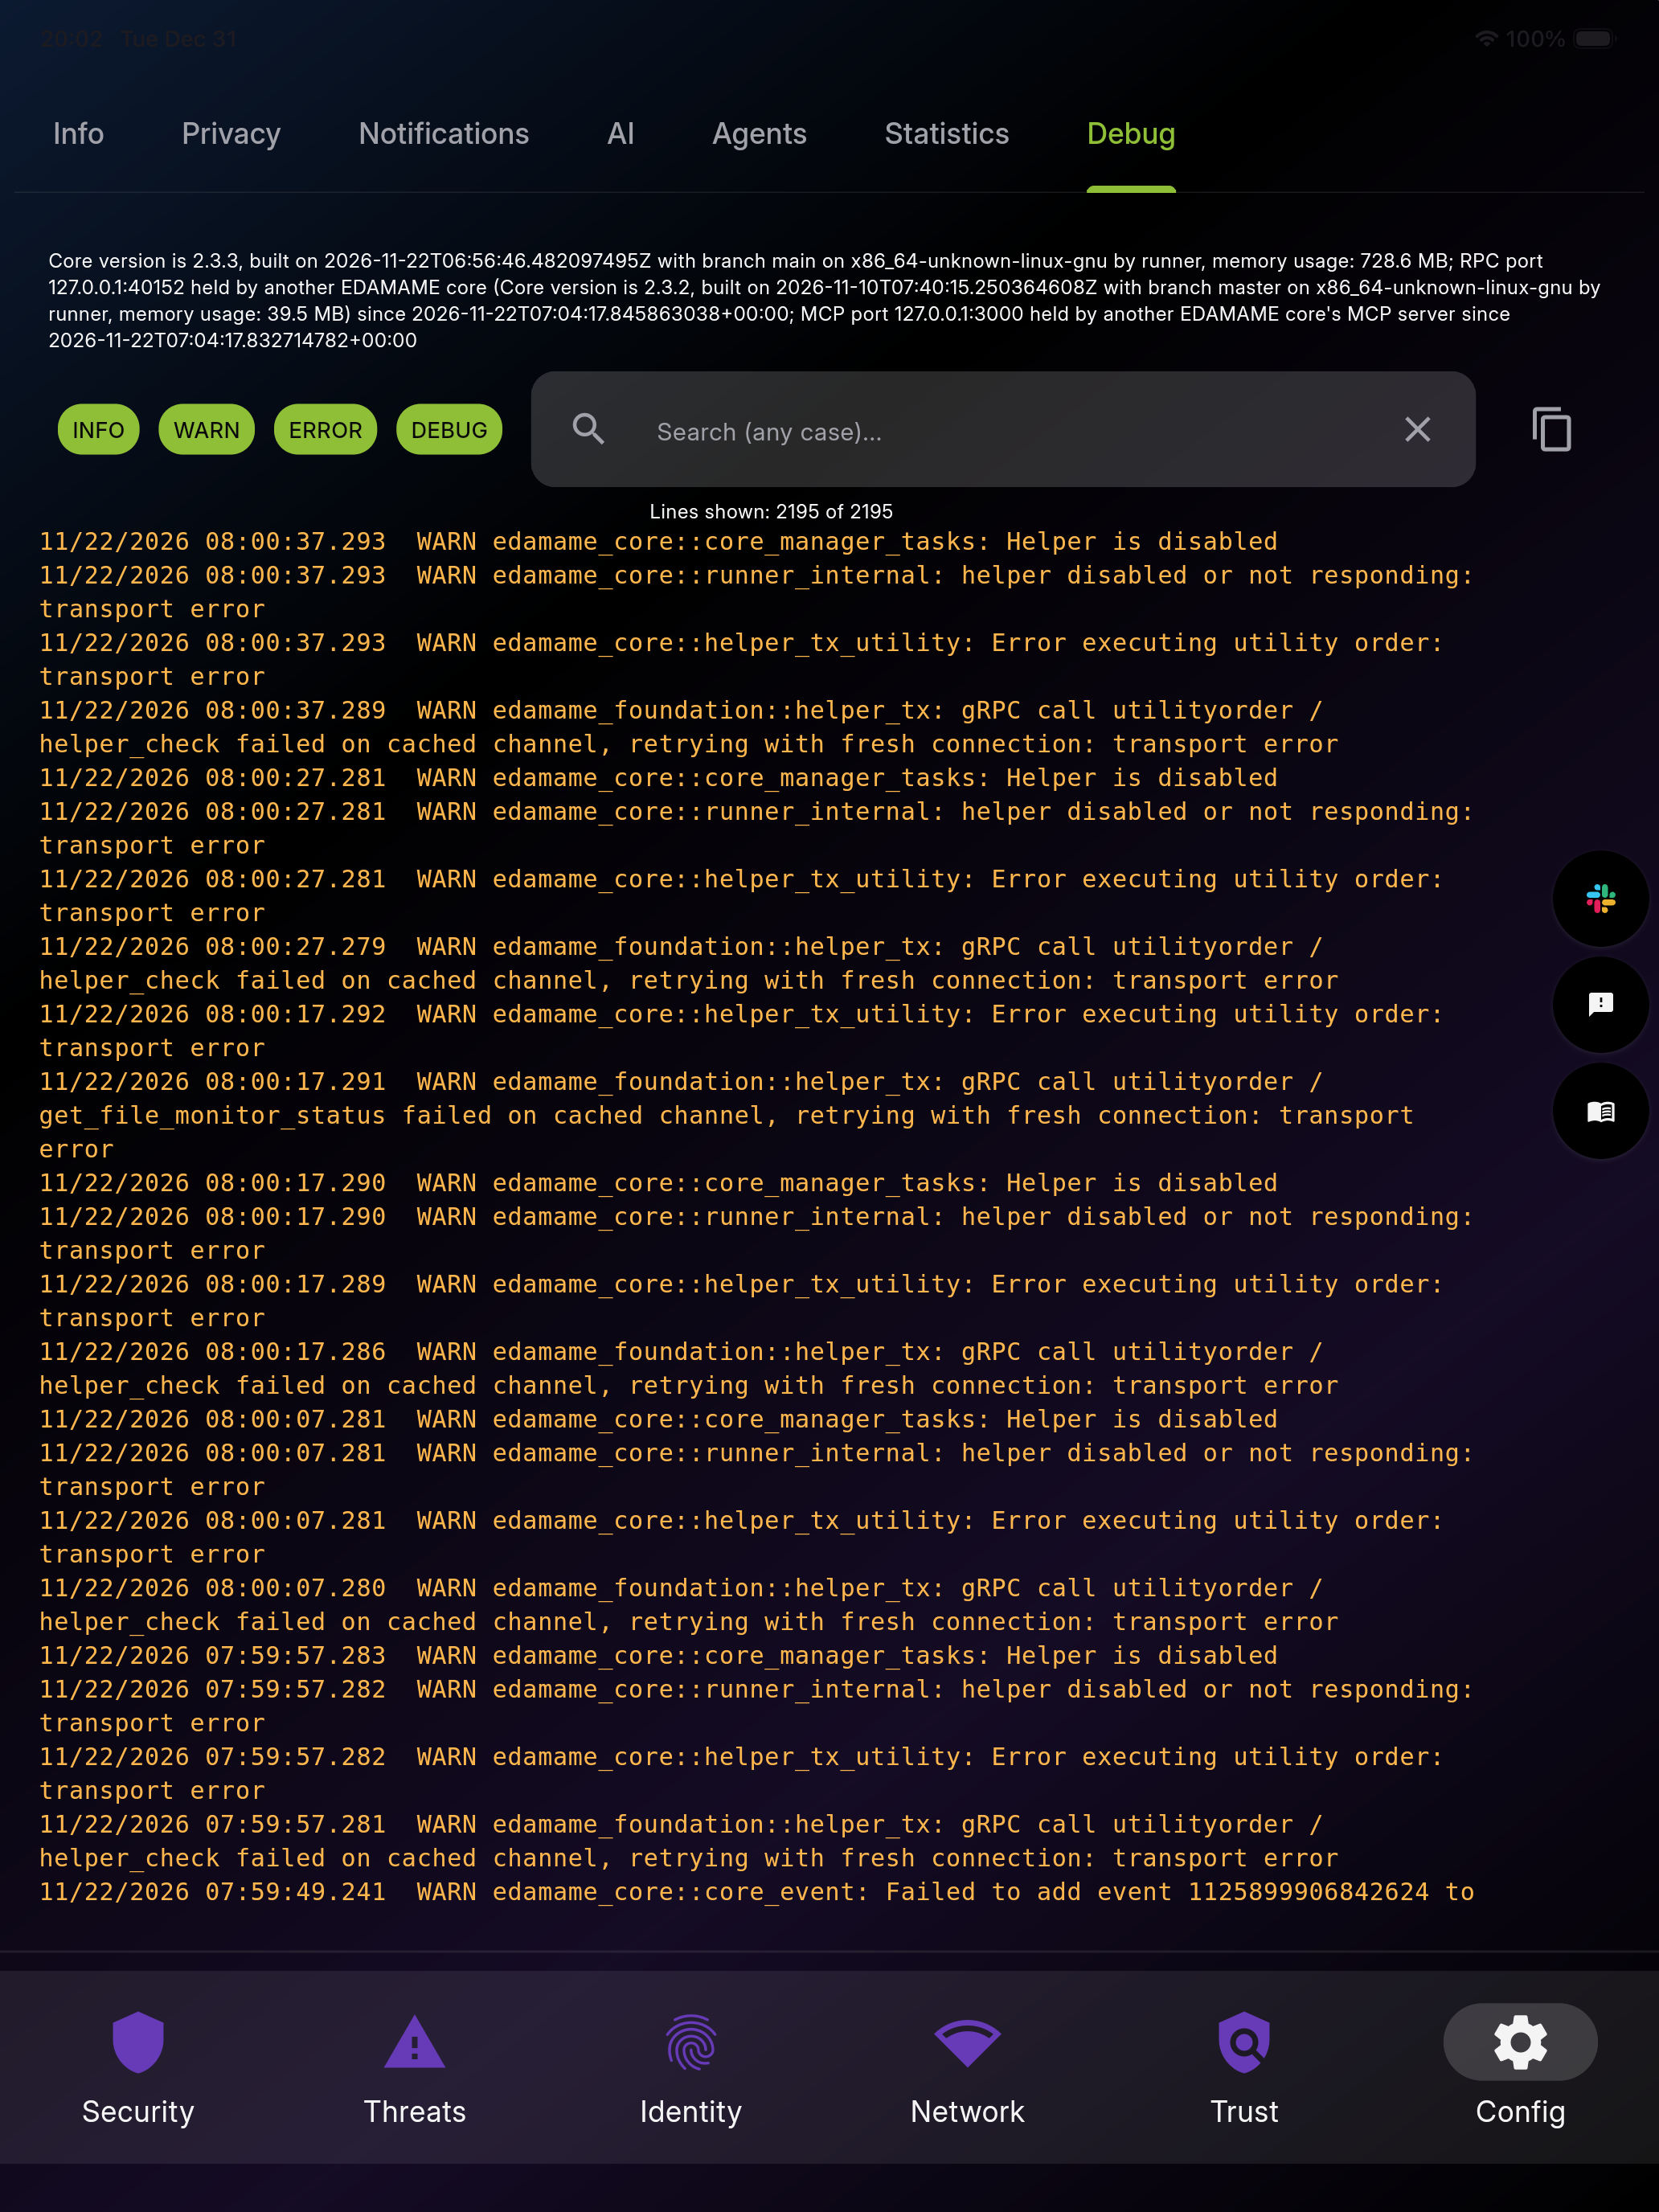 20:02 Tue Dec 31
100%
Info Privacy Notifications AI Agents Statistics Debug
Core version is 2.3.3, built on 2026-11-22T06:56:46.482097495Z with branch main on x86_64-unknown-linux-gnu by runner, memory usage: 728.6 MB; RPC port
127.0.0.1:40152 held by another EDAMAME core (Core version is 2.3.2, built on 2026-11-10T07:40:15.250364608Z with branch master on x86_64-unknown-linux-gnu by
runner, memory usage: 39.5 MB) since 2026-11-22T07:04:17.845863038+00:00; MCP port 127.0.0.1:3000 held by another EDAMAME core's MCP server since
2026-11-22T07:04:17.832714782+00:00
INFO WARN ERROR DEBUG Search (any case)...
Lines shown: 2195 of 2195
11/22/2026 08:00:37.293 WARN edamame_core::core_manager_tasks: Helper is disabled
11/22/2026 08:00:37.293 WARN edamame_core::runner_internal: helper disabled or not responding:
transport error
11/22/2026 08:00:37.293 WARN edamame_core::helper_tx_utility: Error executing utility order:
transport error
11/22/2026 08:00:37.289 WARN edamame_foundation::helper_tx: gRPC call utilityorder /
helper_check failed on cached channel, retrying with fresh connection: transport error
11/22/2026 08:00:27.281 WARN edamame_core::core_manager_tasks: Helper is disabled
11/22/2026 08:00:27.281 WARN edamame_core::runner_internal: helper disabled or not responding:
transport error
11/22/2026 08:00:27.281 WARN edamame_core::helper_tx_utility: Error executing utility order:
transport error
11/22/2026 08:00:27.279 WARN edamame_foundation::helper_tx: gRPC call utilityorder /
helper_check failed on cached channel, retrying with fresh connection: transport error
11/22/2026 08:00:17.292 WARN edamame_core::helper_tx_utility: Error executing utility order:
transport error
11/22/2026 08:00:17.291 WARN edamame_foundation::helper_tx: gRPC call utilityorder /
get_file_monitor_status failed on cached channel, retrying with fresh connection: transport
error
11/22/2026 08:00:17.290 WARN edamame_core::core_manager_tasks: Helper is disabled
11/22/2026 08:00:17.290 WARN edamame_core::runner_internal: helper disabled or not responding:
transport error
11/22/2026 08:00:17.289 WARN edamame_core::helper_tx_utility: Error executing utility order:
transport error
11/22/2026 08:00:17.286 WARN edamame_foundation::helper_tx: gRPC call utilityorder /
helper_check failed on cached channel, retrying with fresh connection: transport error
11/22/2026 08:00:07.281 WARN edamame_core::core_manager_tasks: Helper is disabled
11/22/2026 08:00:07.281 WARN edamame_core::runner_internal: helper disabled or not responding:
transport error
11/22/2026 08:00:07.281 WARN edamame_core::helper_tx_utility: Error executing utility order:
transport error
11/22/2026 08:00:07.280 WARN edamame_foundation::helper_tx: gRPC call utilityorder /
helper_check failed on cached channel, retrying with fresh connection: transport error
11/22/2026 07:59:57.283 WARN edamame_core::core_manager_tasks: Helper is disabled
11/22/2026 07:59:57.282 WARN edamame_core::runner_internal: helper disabled or not responding:
transport error
11/22/2026 07:59:57.282 WARN edamame_core::helper_tx_utility: Error executing utility order:
transport error
11/22/2026 07:59:57.281 WARN edamame_foundation::helper_tx: gRPC call utilityorder /
helper_check failed on cached channel, retrying with fresh connection: transport error
11/22/2026 07:59:49.241 WARN edamame_core::core_event: Failed to add event 1125899906842624 to
Security Threats Identity Network Trust Config